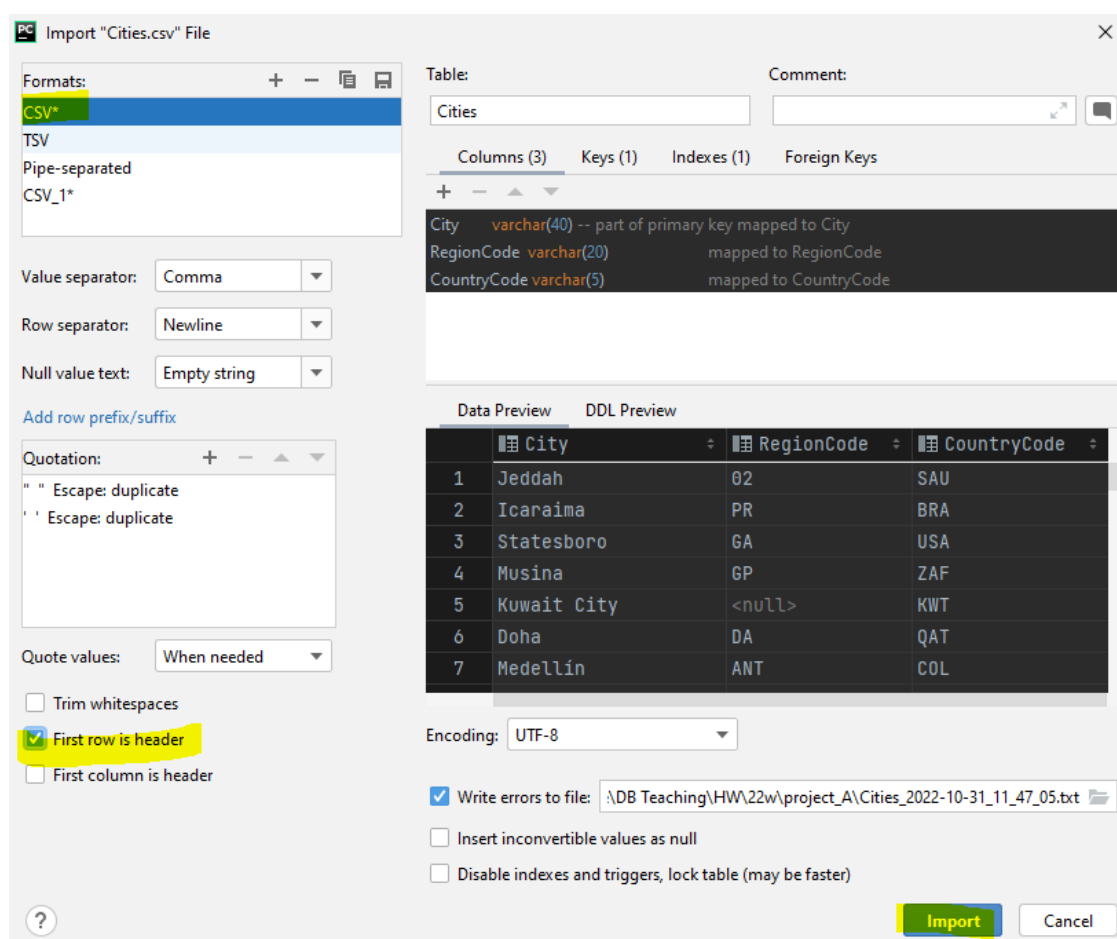 PC Import "Cities.csv" File
Formats:
CSV*
TSV
Pipe-separated
CSV_1*
Value separator: Comma
Row separator: Newline
Null value text: Empty string
Add row prefix/suffix
Quotation:
" " Escape: duplicate
' ' Escape: duplicate
Quote values: When needed
Trim whitespaces
First row is header
First column is header
Table: Comment:
Cities
Columns (3) Keys (1) Indexes (1) Foreign Keys
City varchar(40) -- part of primary key mapped to City
RegionCode varchar(20) mapped to RegionCode
CountryCode varchar(5) mapped to CountryCode
Data Preview DDL Preview
City RegionCode CountryCode
1 Jeddah 02 SAU
2 Icaraima PR BRA
3 Statesboro GA USA
4 Musina GP ZAF
5 Kuwait City <null> KWT
6 Doha DA QAT
7 Medellín ANT COL
Encoding: UTF-8
Write errors to file: :\DB Teaching\HW\22w\project_A\Cities_2022-10-31_11_47_05.txt
Insert inconvertible values as null
Disable indexes and triggers, lock table (may be faster)
? Import Cancel